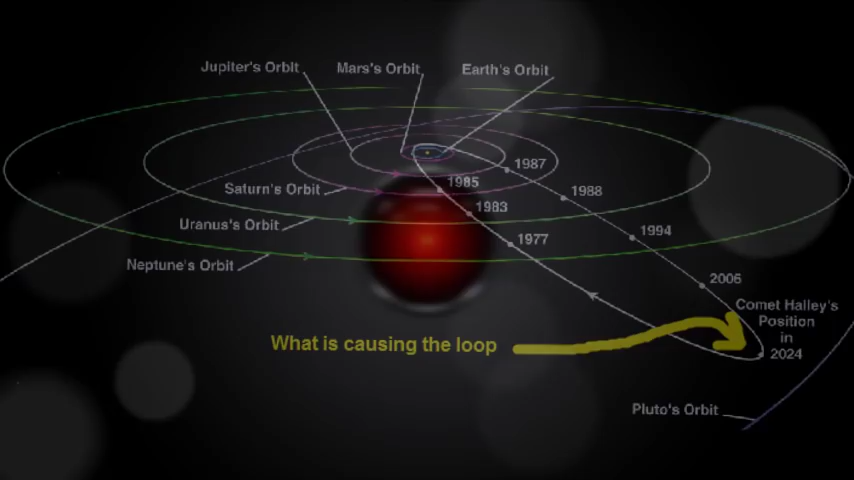 Jupiter's Orbit
Mars's Orbit
Earth's Orbit
1987
1985
Saturn's Orbit
1988
1983
Uranus's Orbit
1994
1977
Neptune's Orbit
2006
Comet Halley's
Position
in
2024
What is causing the loop
Pluto's Orbit